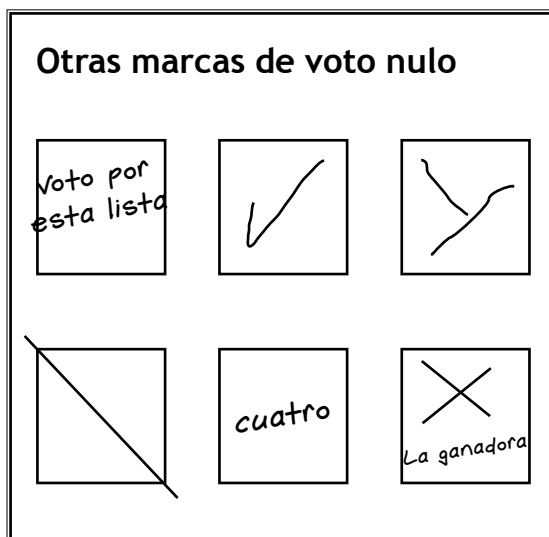 Otras marcas de voto nulo
Voto por
esta lista
cuatro
La ganadora